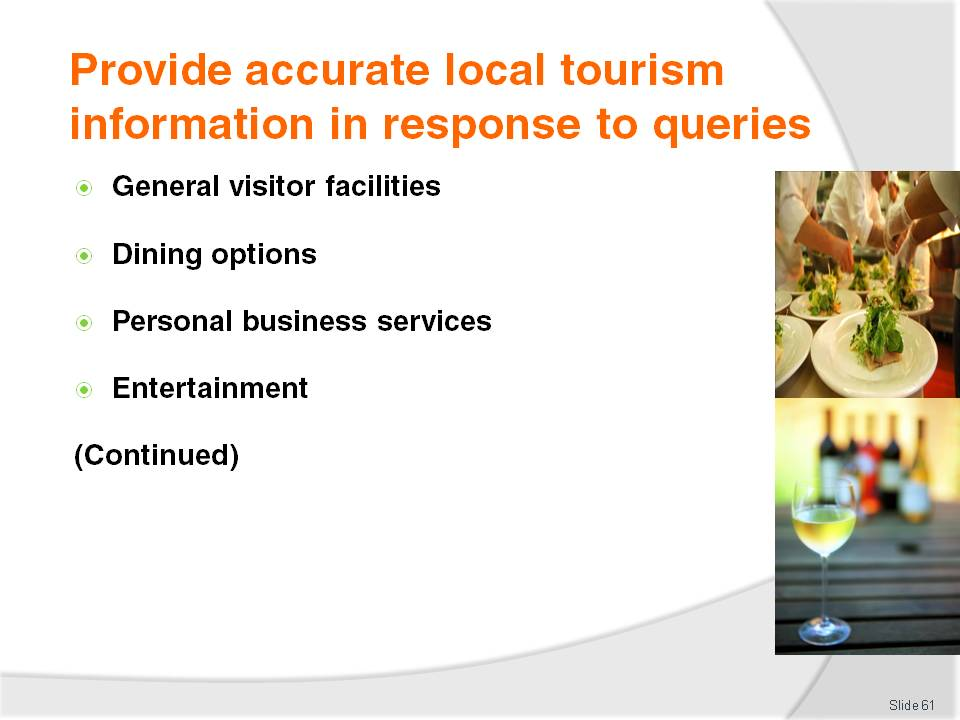 Provide accurate local tourism
information in response to queries
General visitor facilities
Dining options
Personal business services
Entertainment
(Continued)
Slide 61